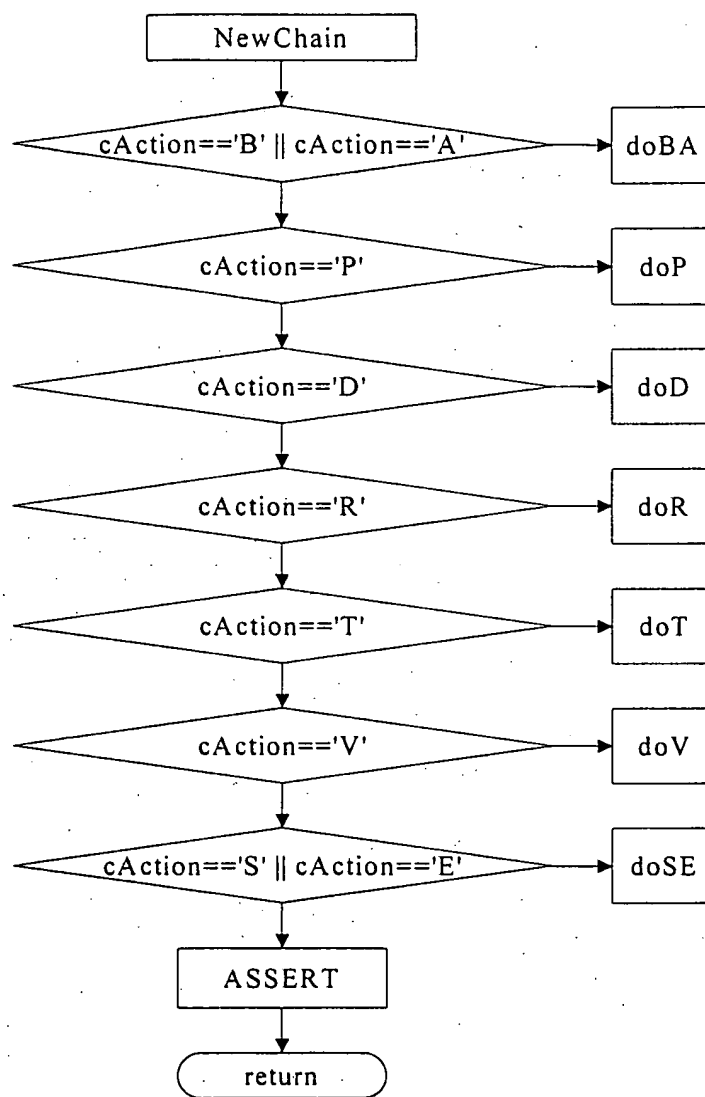 NewChain
cAction=='B' || cAction=='A'
doBA
cAction=='P'
doP
cAction=='D'
doD
cAction=='R'
doR
cAction=='T'
doT
cAction=='V'
doV
cAction=='S' || cAction=='E'
doSE
ASSERT
return